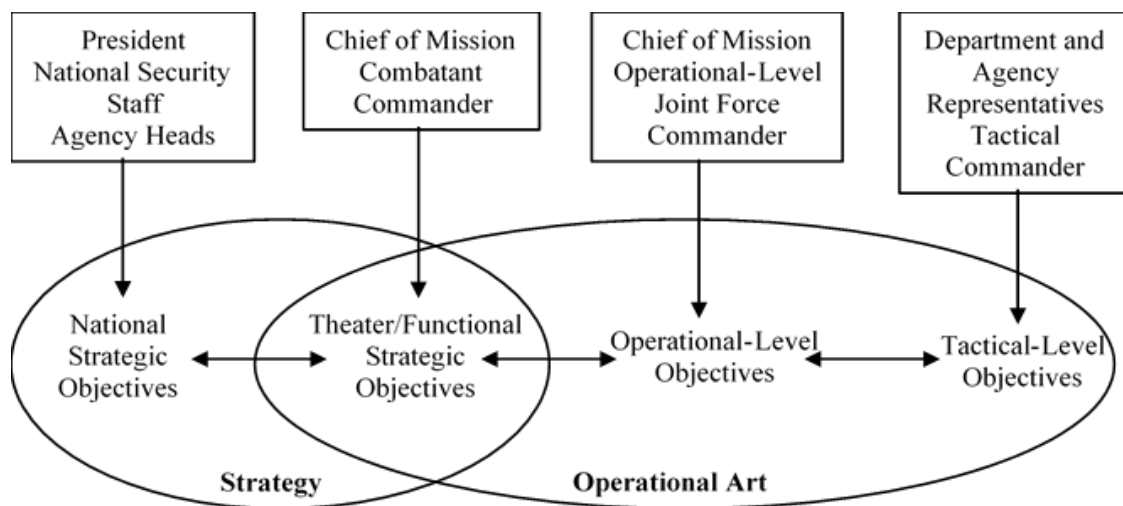 President
National Security
Staff
Agency Heads
Chief of Mission
Combatant
Commander
Chief of Mission
Operational-Level
Joint Force
Commander
Department and
Agency
Representatives
Tactical
Commander
National
Strategic
Objectives
Theater/Functional
Strategic
Objectives
Operational-Level
Objectives
Tactical-Level
Objectives
Strategy
Operational Art